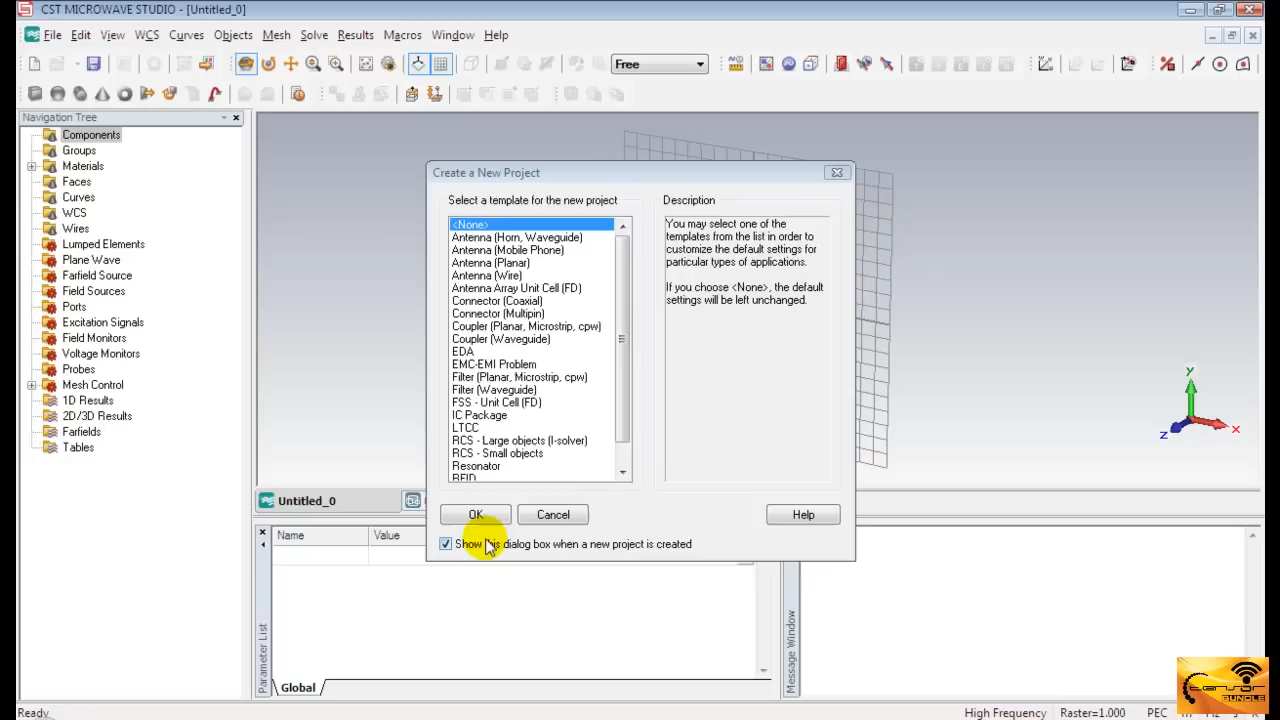 CST MICROWAVE STUDIO - [Untitled_0]
File Edit View WCS Curves Objects Mesh Solve Results Macros Window Help
Free
Navigation Tree
Components
Groups
Materials
Faces
Curves
WCS
Wires
Lumped Elements
Plane Wave
Farfield Source
Field Sources
Ports
Excitation Signals
Field Monitors
Voltage Monitors
Probes
Mesh Control
1D Results
2D/3D Results
Farfields
Tables
Create a New Project
Select a template for the new project
<None>
Antenna (Horn, Waveguide)
Antenna (Mobile Phone)
Antenna (Planar)
Antenna (Wire)
Antenna Array Unit Cell (FD)
Connector (Coaxial)
Connector (Multipin)
Coupler (Planar, Microstrip, cpw)
Coupler (Waveguide)
EDA
EMC-EMI Problem
Filter (Planar, Microstrip, cpw)
Filter (Waveguide)
FSS - Unit Cell (FD)
IC Package
LTCC
RCS - Large objects (I-solver)
RCS - Small objects
Resonator
RFID
Description
You may select one of the
templates from the list in order to
customize the default settings for
particular types of applications.
If you choose <None>, the default
settings will be left unchanged.
OK Cancel Help
Show this dialog box when a new project is created
y
z
x
Untitled_0
Name Value
Parameter List
Global
Message Window
Ready
High Frequency Raster=1.000 PEC
Tensor
BUNDLE